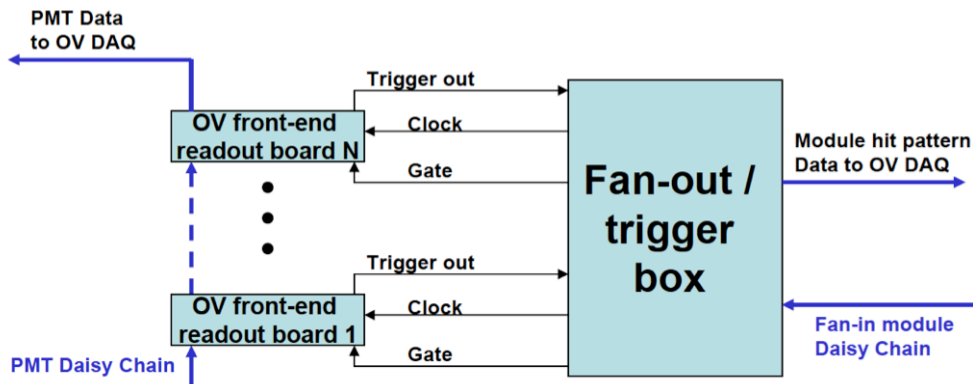 PMT Data
to OV DAQ
Trigger out
OV front-end
readout board N
Clock
Gate
Fan-out /
trigger
box
Module hit pattern
Data to OV DAQ
Trigger out
OV front-end
readout board 1
Clock
Gate
PMT Daisy Chain
Fan-in module
Daisy Chain